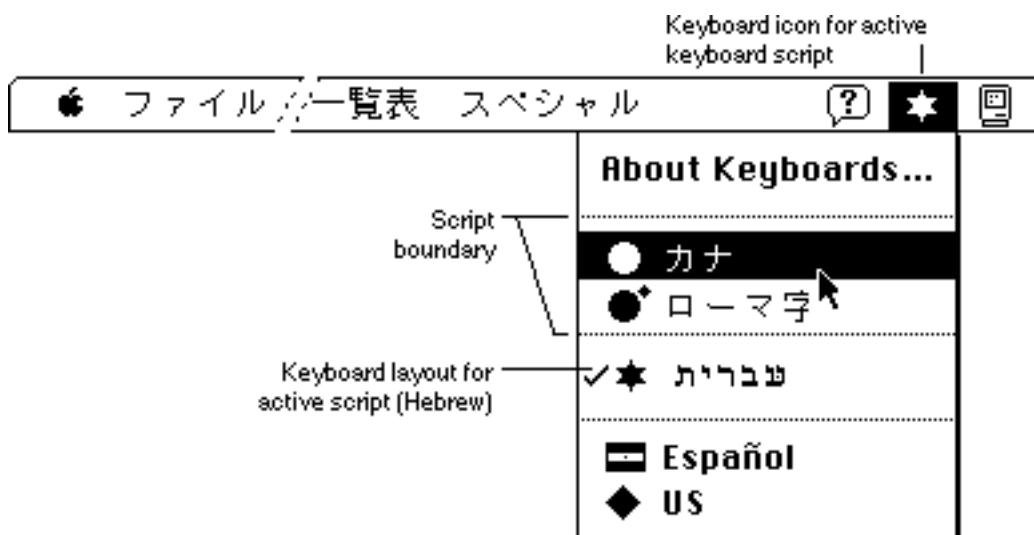 Keyboard icon for active
keyboard script
ファイル 一覧表 スペシャル ?
About Keyboards...
Script
boundary
カナ
ローマ字
Keyboard layout for
active script (Hebrew)
עברית
Español
US